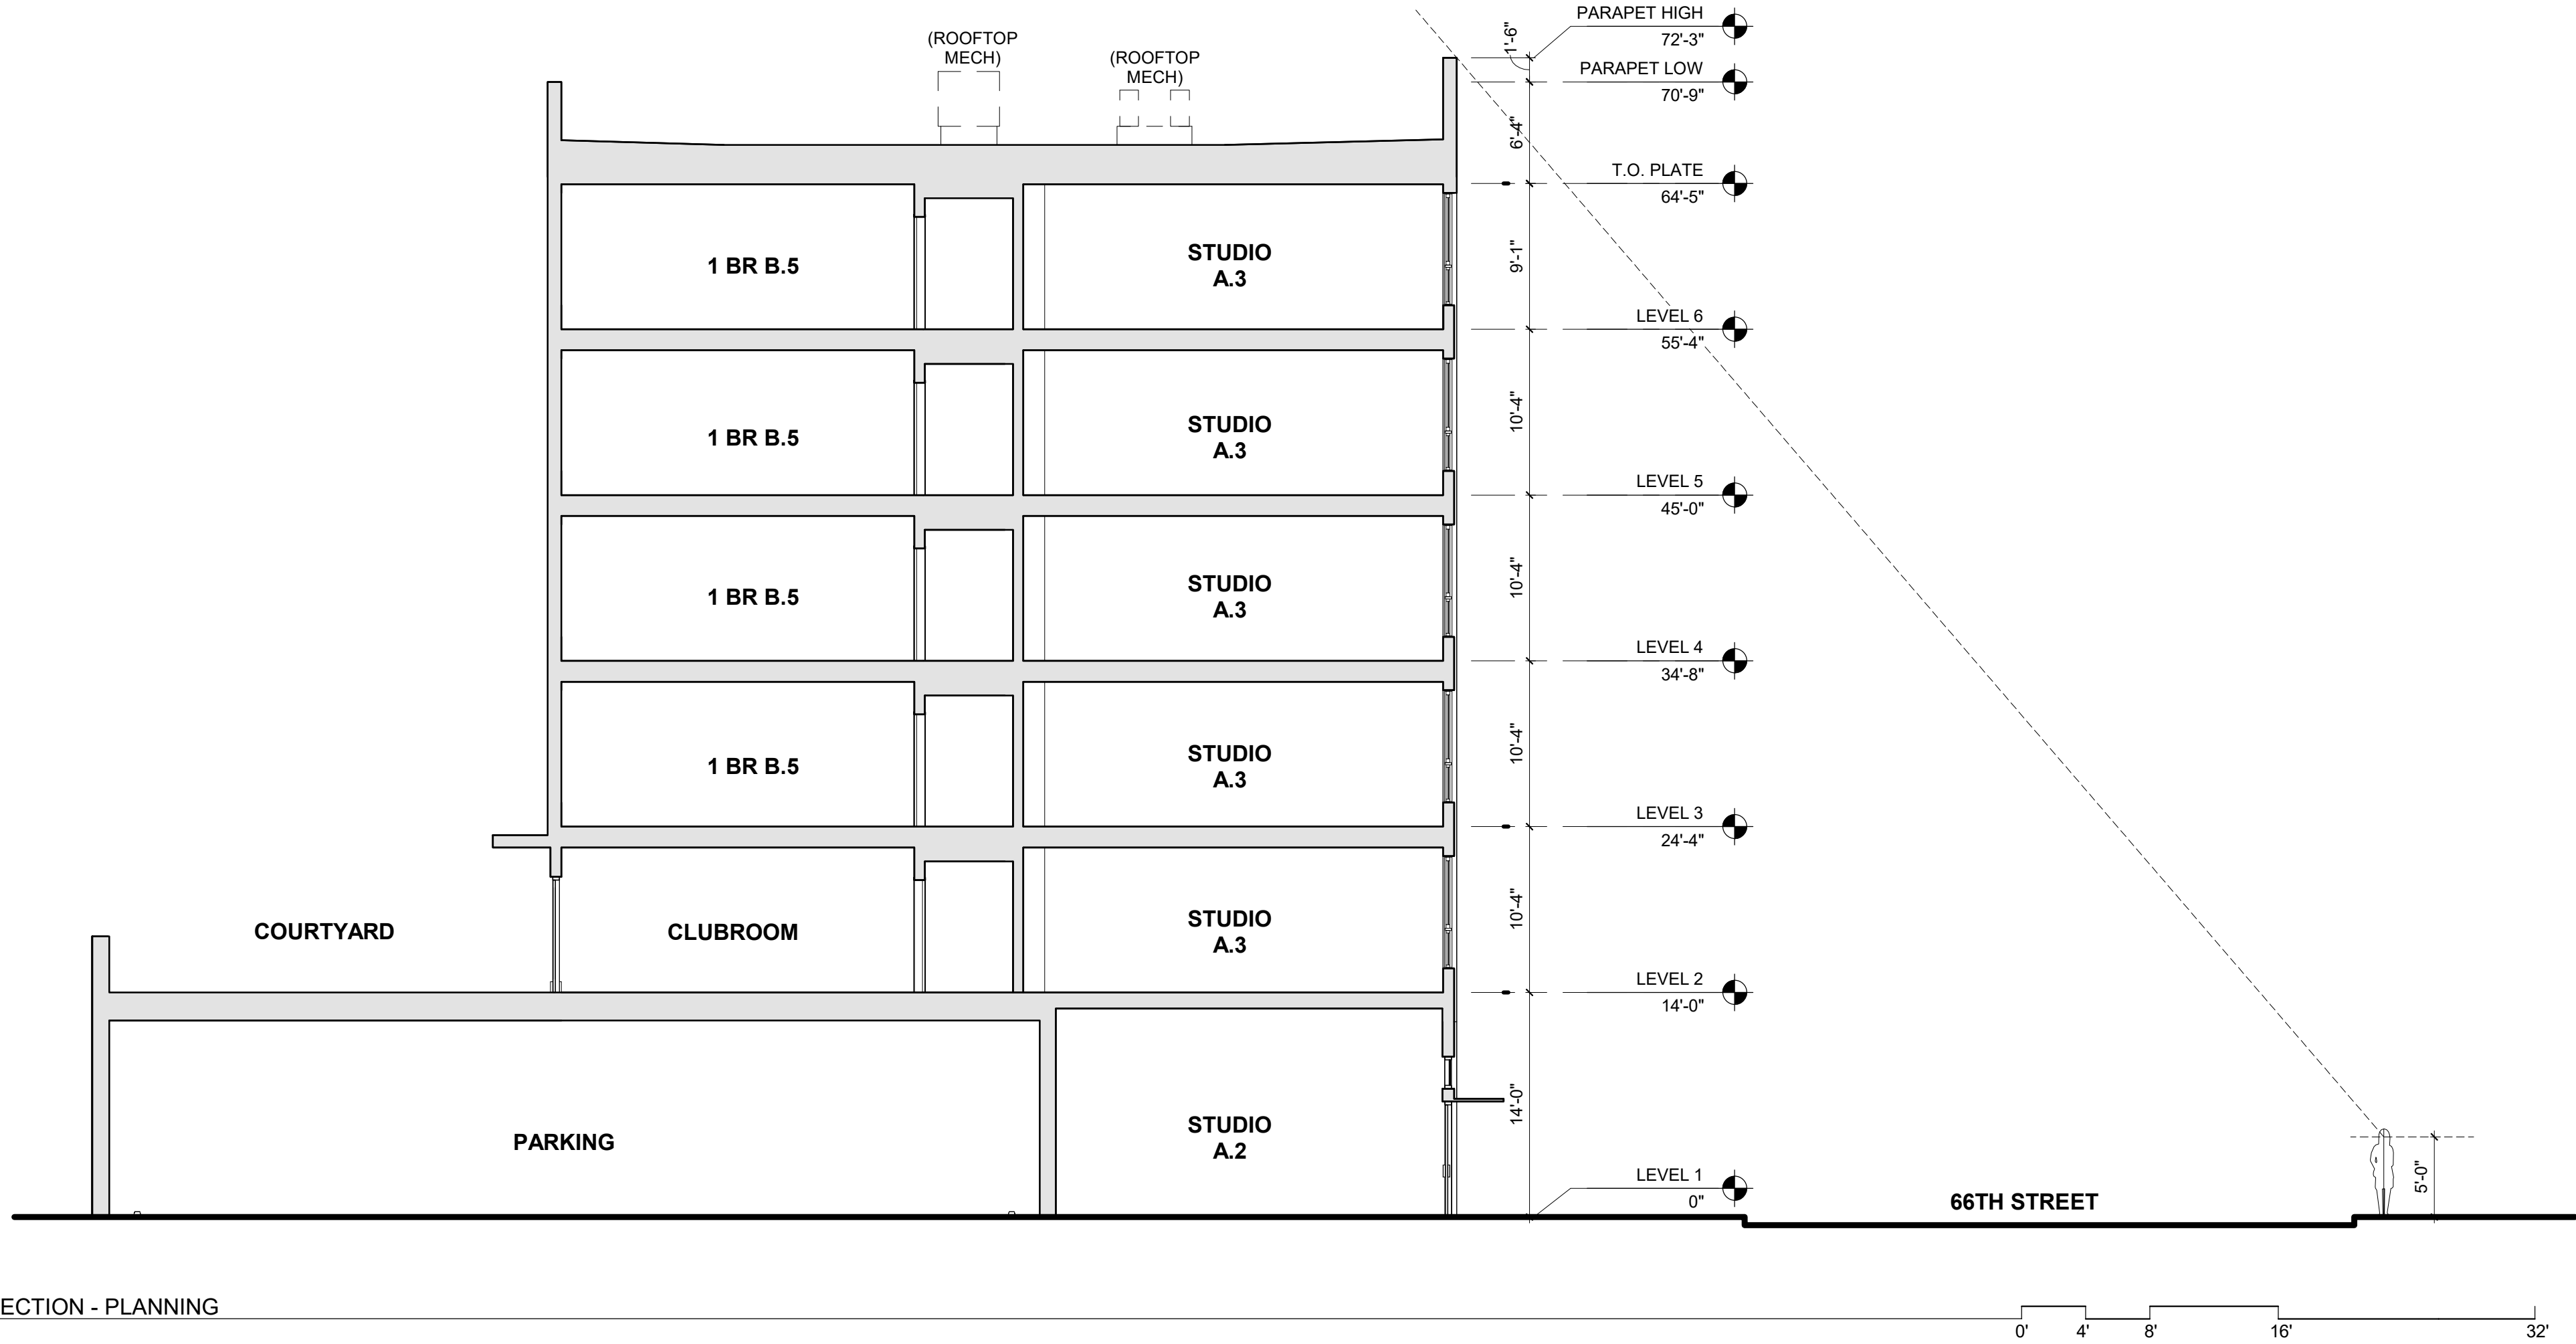 PARAPET HIGH
72'-3"
1'-6"
(ROOFTOP
MECH)
(ROOFTOP
MECH)
PARAPET LOW
70'-9"
6'-4"
T.O. PLATE
64'-5"
1 BR B.5
STUDIO
A.3
9'-1"
LEVEL 6
55'-4"
1 BR B.5
STUDIO
A.3
10'-4"
LEVEL 5
45'-0"
1 BR B.5
STUDIO
A.3
10'-4"
LEVEL 4
34'-8"
1 BR B.5
STUDIO
A.3
10'-4"
LEVEL 3
24'-4"
COURTYARD
CLUBROOM
STUDIO
A.3
10'-4"
LEVEL 2
14'-0"
PARKING
STUDIO
A.2
14'-0"
LEVEL 1
0"
66TH STREET
5'-0"
ECTION - PLANNING
0' 4' 8' 16' 32'